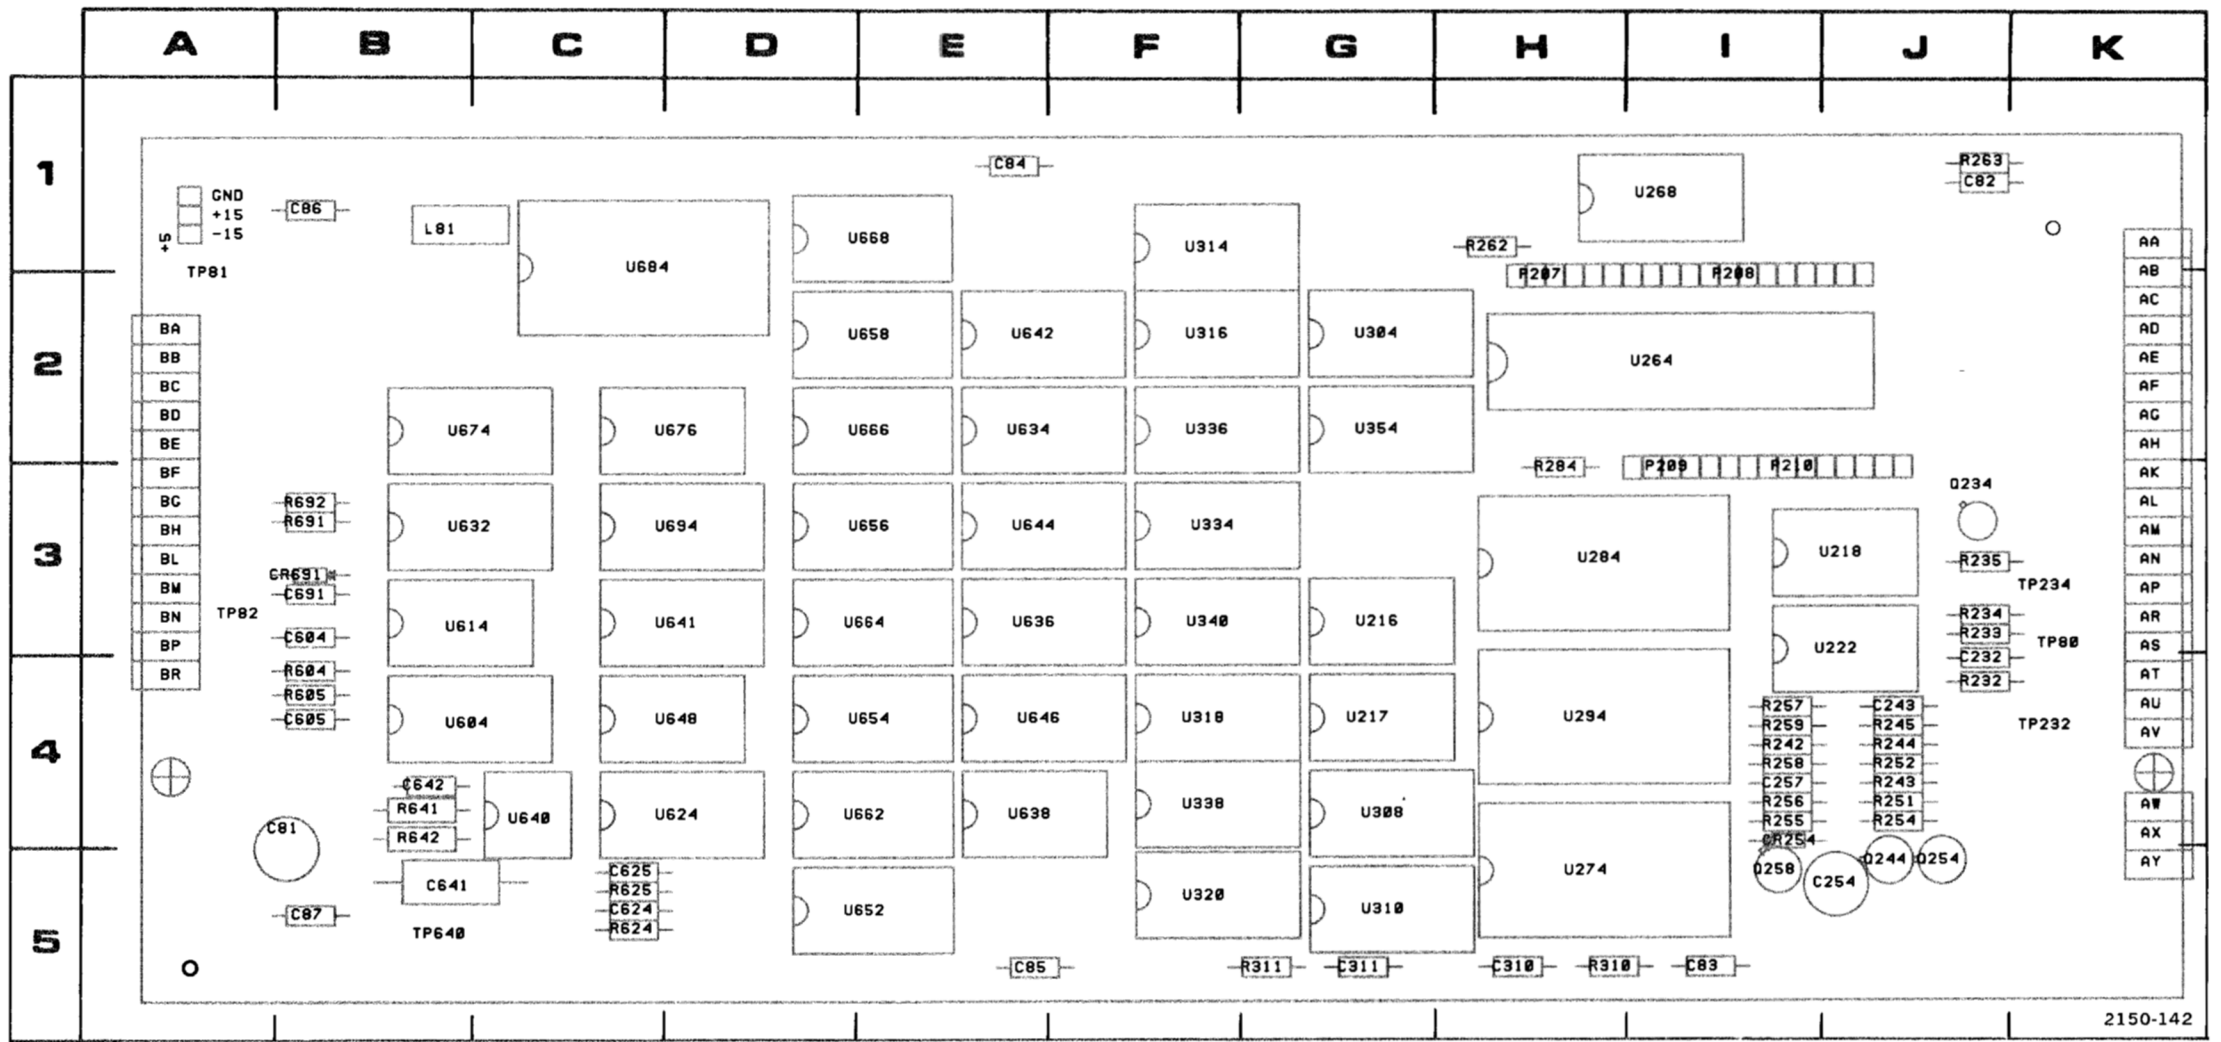 A B C D E F G H I J K
1
C84
R263
C82
U268
GND
+15
-15
+5
C86
L81
U668
U314
R262
AA
TP81
U684
P207 P208
AB
AC
2
BA
U658 U642 U316 U304
AD
BB
U264
AE
BC
AF
BD
AG
U674 U676 U666 U634 U336 U354
BE
AH
BF
R284
P209 P210
AK
Q234
BG
R692
AL
R691
BH
U632 U694 U656 U644 U334
AM
3
U284
U218
BL
R235
AN
CR691
BM
C691
TP234
AP
BN
TP82
U614 U641 U664 U636 U340 U216
R234
AR
C604
R233
BP
U222
TP80
AS
C232
R604
BR
R232
AT
R605
C605
U604 U648 U654 U646 U318 U217 U294
R257
C243
AU
R259
R245
TP232
AV
4
R242
R244
R258
R252
C642
C257
R243
R641
R256
R251
AW
U640 U624 U662 U638 U338 U308
R255
R254
C81
R642
CR254
AX
Q258
C254
Q244
Q254
AY
C625
C641
R625
U274
C87
C624
U652 U320 U310
R624
TP640
5
C85
R311
C311
C310
R310
C83
2150-142